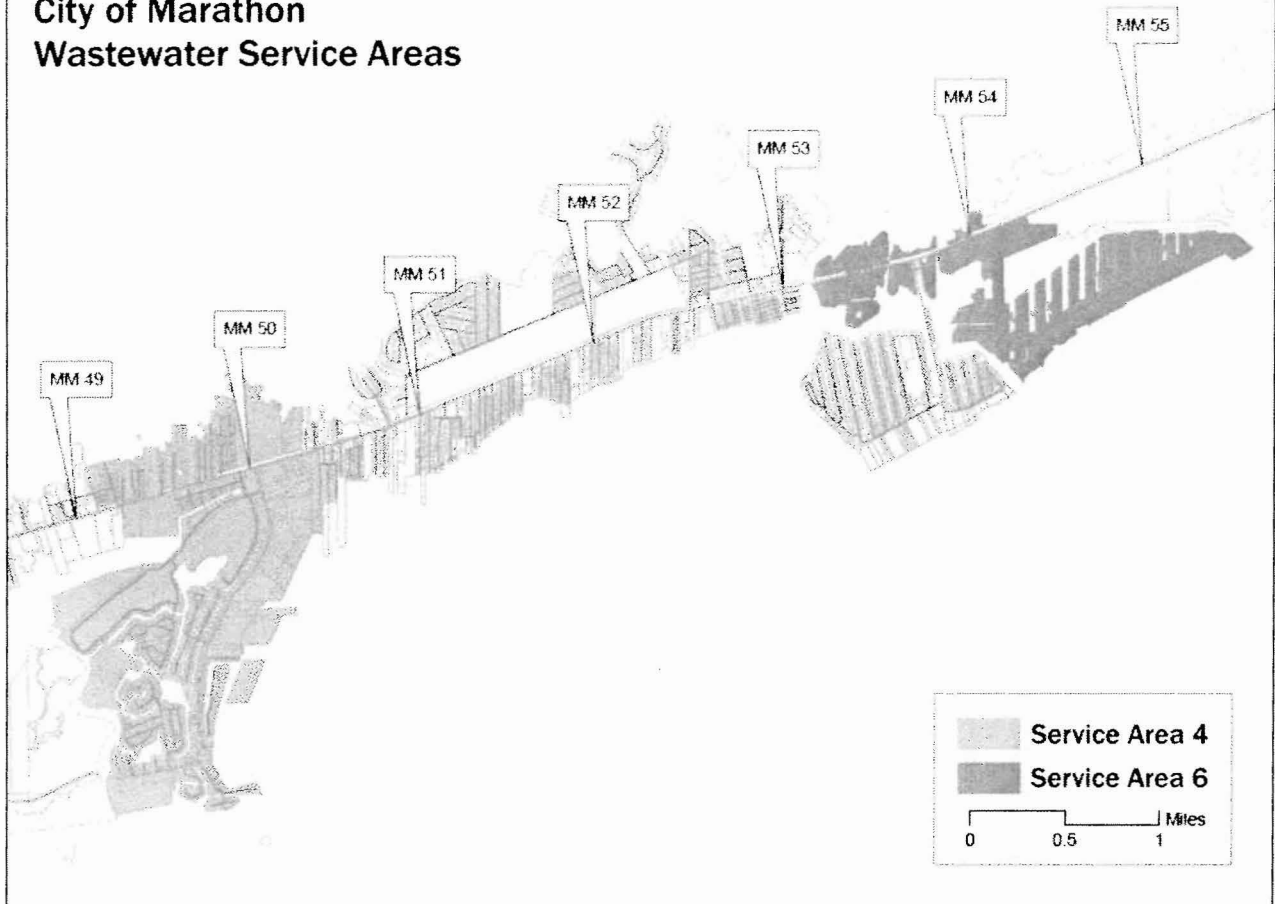 City of Marathon
Wastewater Service Areas
MM 55
MM 54
MM 53
MM 52
MM 51
MM 50
MM 49
Service Area 4
Service Area 6
Miles
0 0.5 1